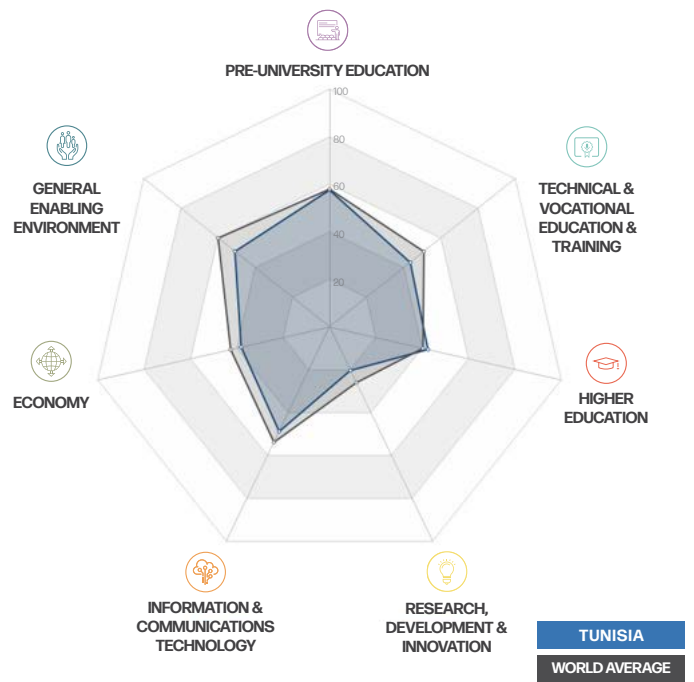 PRE-UNIVERSITY EDUCATION
100
80
60
40
20
GENERAL
ENABLING
ENVIRONMENT
TECHNICAL &
VOCATIONAL
EDUCATION &
TRAINING
ECONOMY
HIGHER
EDUCATION
INFORMATION &
COMMUNICATIONS
TECHNOLOGY
RESEARCH,
DEVELOPMENT &
INNOVATION
TUNISIA
WORLD AVERAGE